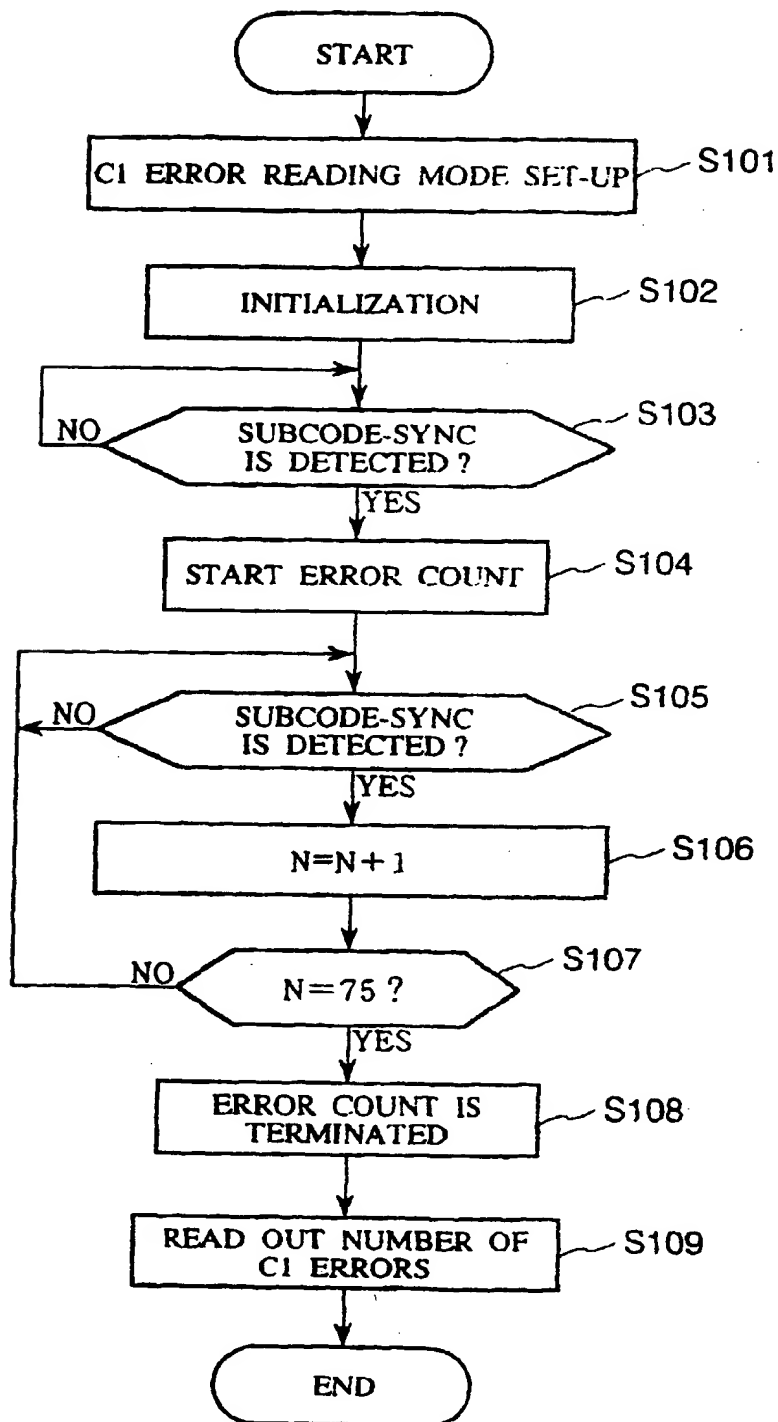 START
C1 ERROR READING MODE SET-UP
S101
INITIALIZATION
S102
S103
NO
SUBCODE-SYNC
IS DETECTED ?
YES
START ERROR COUNT
S104
S105
NO
SUBCODE-SYNC
IS DETECTED ?
YES
N=N+1
S106
S107
NO
N=75 ?
YES
ERROR COUNT IS
TERMINATED
S108
READ OUT NUMBER OF
C1 ERRORS
S109
END